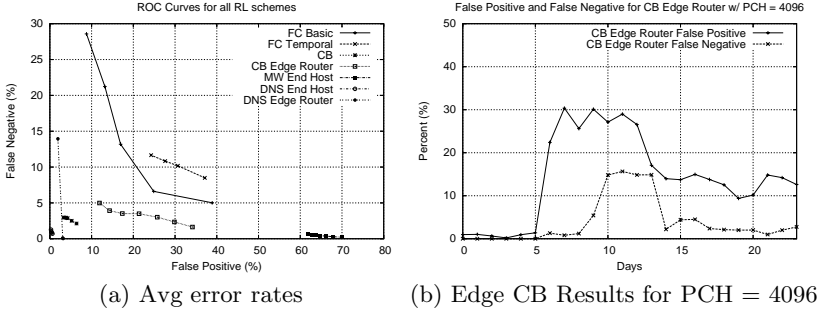 ROC Curves for all RL schemes
False Negative (%)
30
25
20
15
10
5
0
FC Basic
FC Temporal
CB
CB Edge Router
MW End Host
DNS End Host
DNS Edge Router
0 10 20 30 40 50 60 70 80
False Positive (%)
(a) Avg error rates
False Positive and False Negative for CB Edge Router w/ PCH = 4096
Percent (%)
50
40
30
20
10
0
CB Edge Router False Positive
CB Edge Router False Negative
0 5 10 15 20
Days
(b) Edge CB Results for PCH = 4096